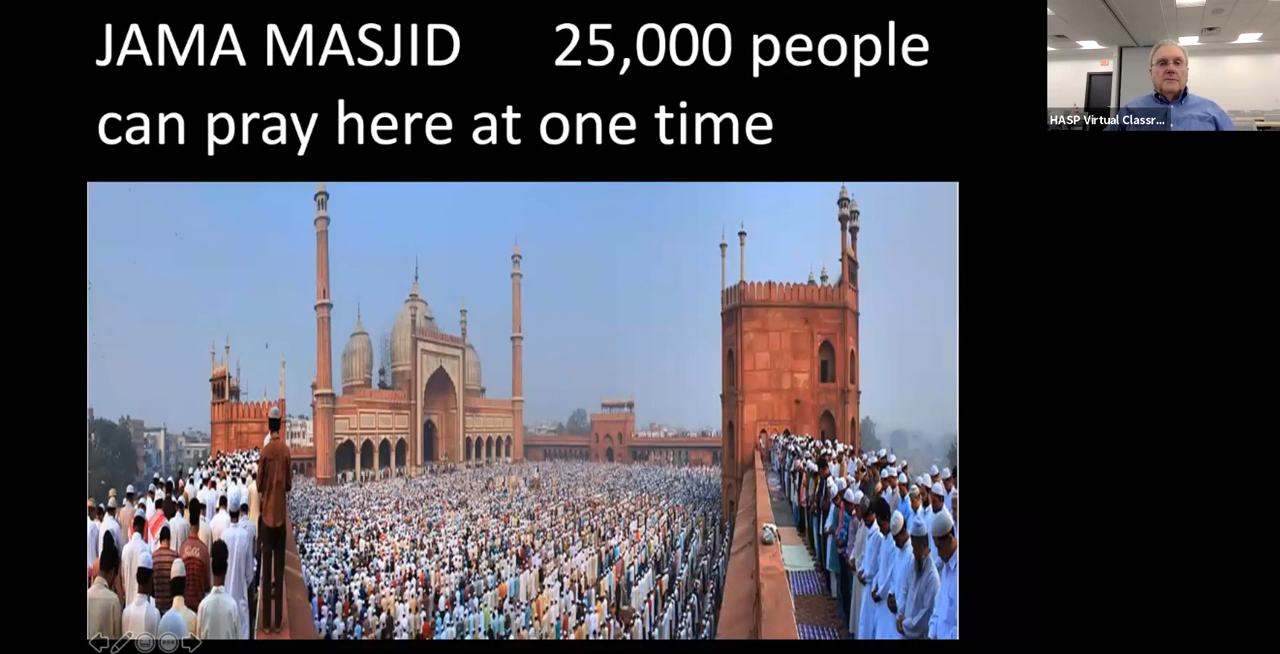 JAMA MASJID 25,000 people
can pray here at one time
HASP Virtual Classr...